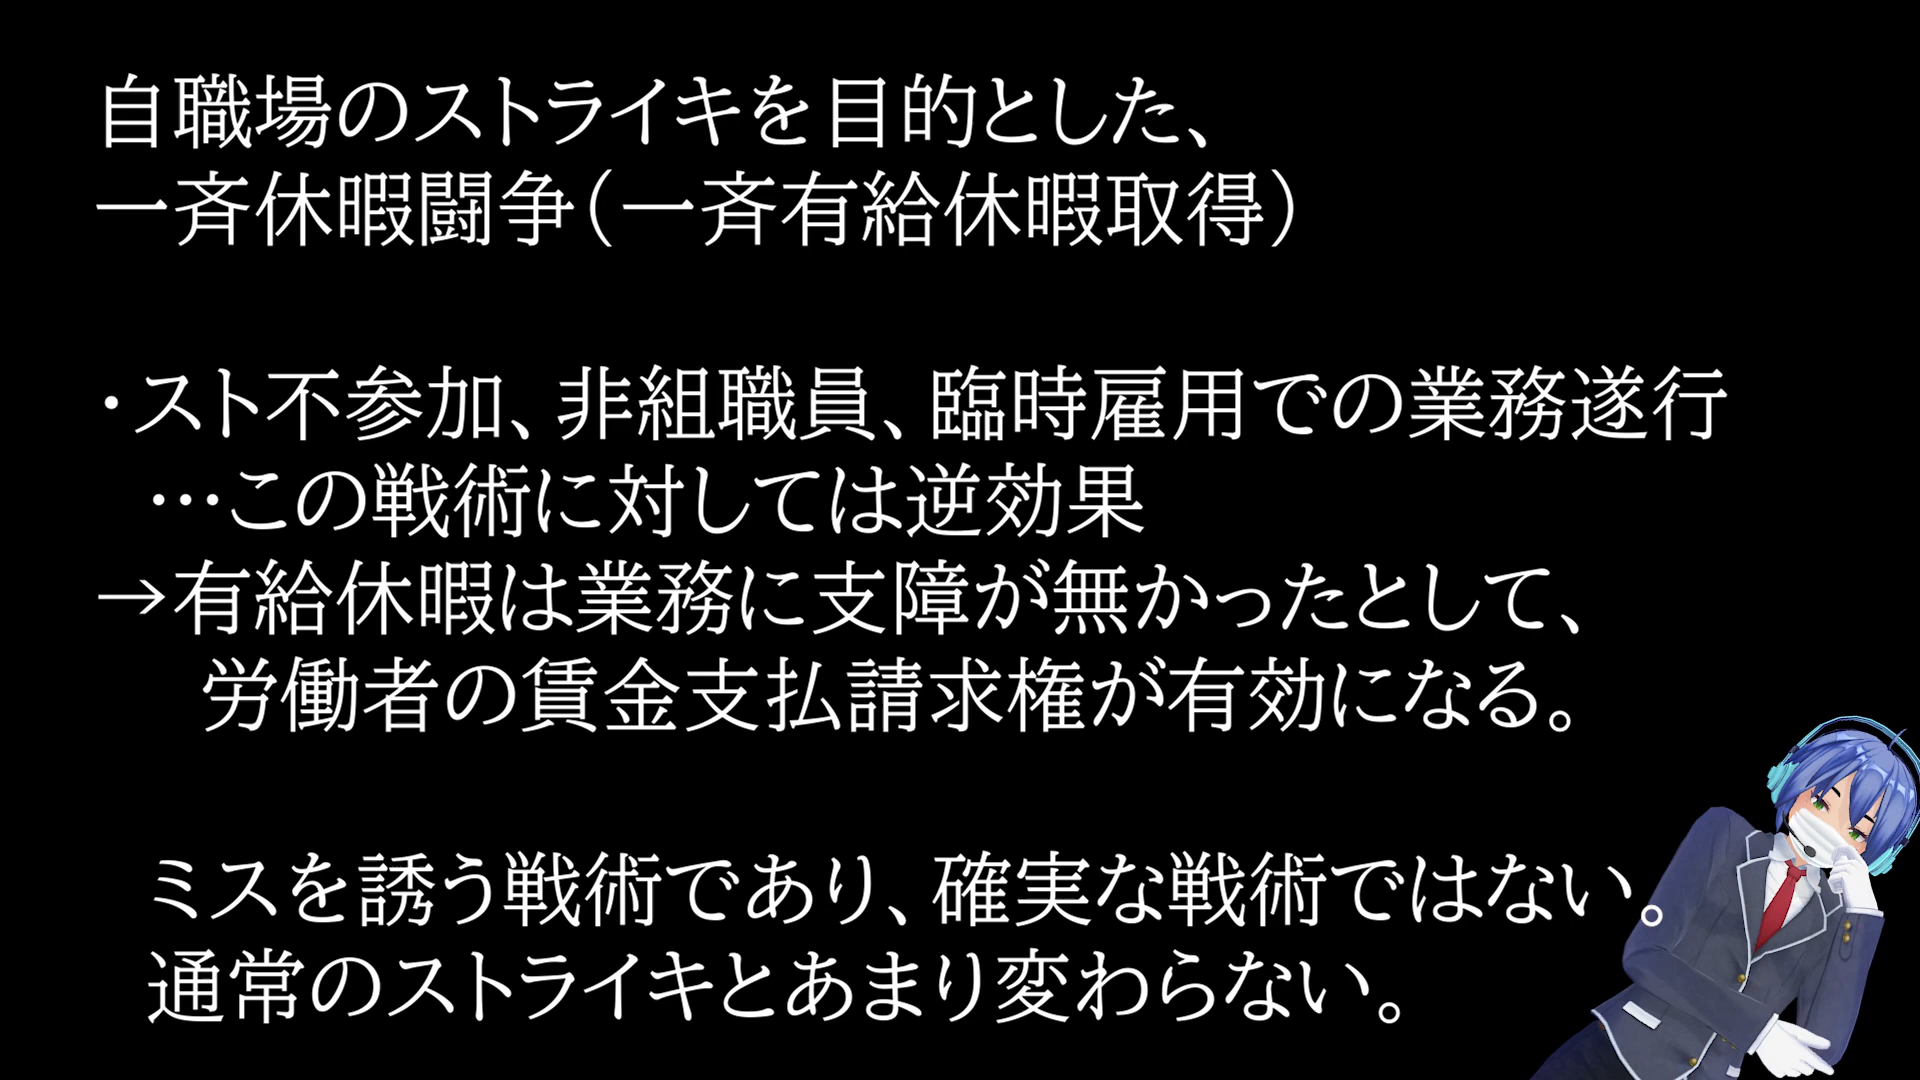 自職場のストライキを目的とした、
一斉休暇闘争(一斉有給休暇取得)
・スト不参加、非組職員、臨時雇用での業務遂行
…この戦術に対しては逆効果
→有給休暇は業務に支障が無かったとして、
労働者の賃金支払請求権が有効になる。
ミスを誘う戦術であり、確実な戦術ではない。
通常のストライキとあまり変わらない。